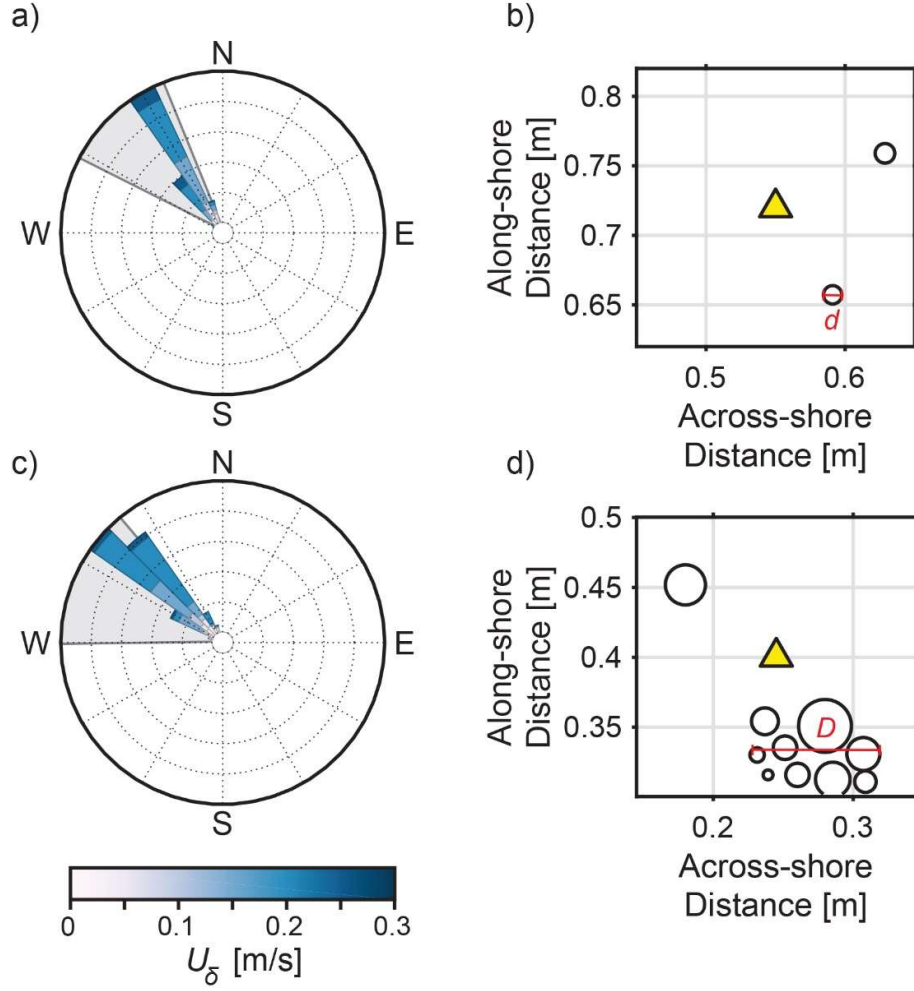 a)
N
W
E
S
b)
Along-shore
Distance [m]
0.8
0.75
0.7
0.65
d
0.5
0.6
Across-shore
Distance [m]
c)
N
W
E
S
0
0.1
0.2
0.3
U_δ [m/s]
d)
Along-shore
Distance [m]
0.5
0.45
0.4
0.35
D
0.2
0.3
Across-shore
Distance [m]